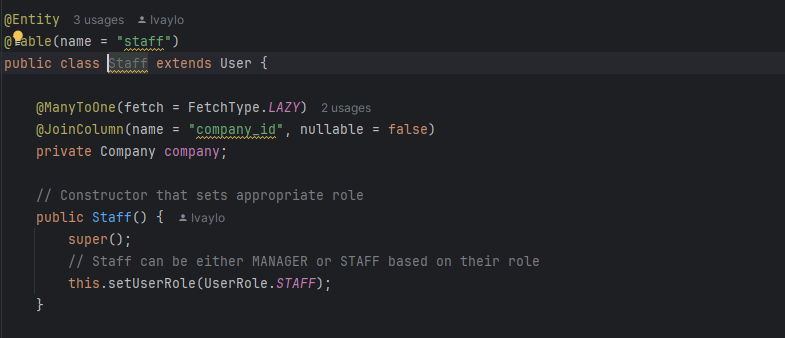 @Entity 3 usages Ivaylo
@Table(name = "staff")
public class Staff extends User {
@ManyToOne(fetch = FetchType.LAZY) 2 usages
@JoinColumn(name = "company_id", nullable = false)
private Company company;
// Constructor that sets appropriate role
public Staff() { Ivaylo
super();
// Staff can be either MANAGER or STAFF based on their role
this.setUserRole(UserRole.STAFF);
}